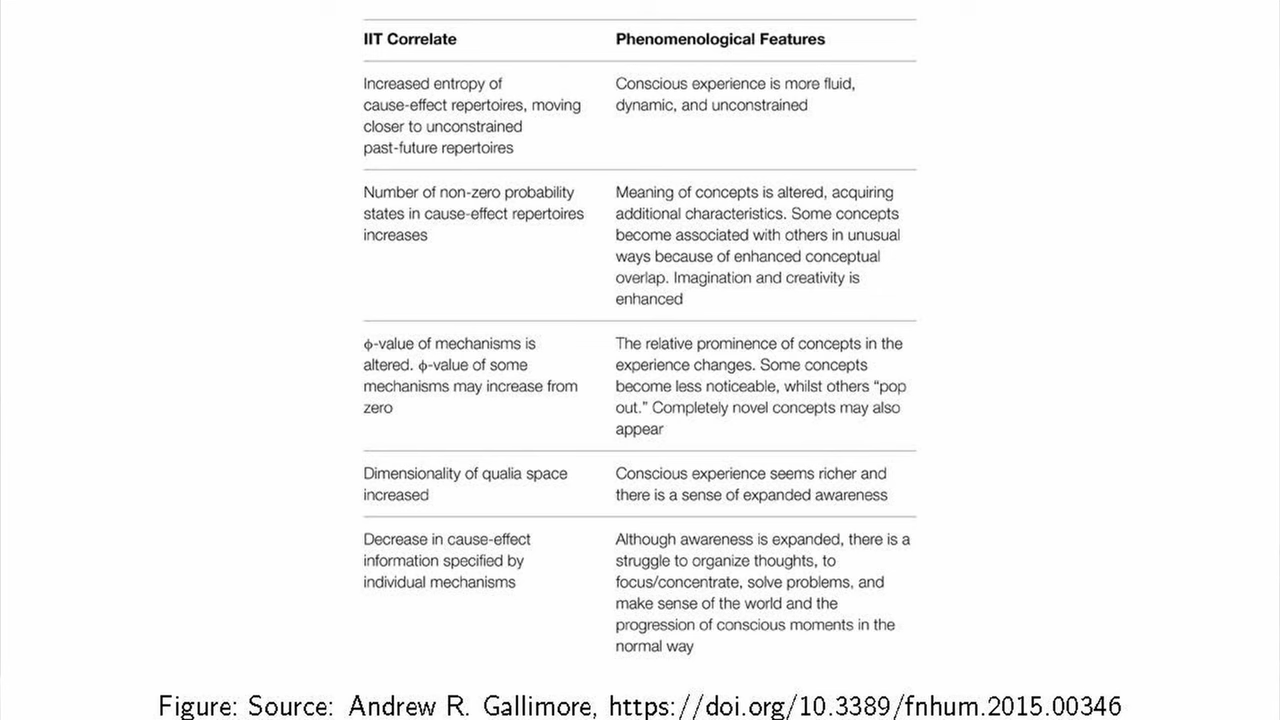 IIT Correlate Phenomenological Features
Increased entropy of
cause-effect repertoires, moving
closer to unconstrained
past-future repertoires
Conscious experience is more fluid,
dynamic, and unconstrained
Number of non-zero probability
states in cause-effect repertoires
increases
Meaning of concepts is altered, acquiring
additional characteristics. Some concepts
become associated with others in unusual
ways because of enhanced conceptual
overlap. Imagination and creativity is
enhanced
ϕ-value of mechanisms is
altered. ϕ-value of some
mechanisms may increase from
zero
The relative prominence of concepts in the
experience changes. Some concepts
become less noticeable, whilst others “pop
out.” Completely novel concepts may also
appear
Dimensionality of qualia space
increased
Conscious experience seems richer and
there is a sense of expanded awareness
Decrease in cause-effect
information specified by
individual mechanisms
Although awareness is expanded, there is a
struggle to organize thoughts, to
focus/concentrate, solve problems, and
make sense of the world and the
progression of conscious moments in the
normal way
Figure: Source: Andrew R. Gallimore, https://doi.org/10.3389/fnhum.2015.00346